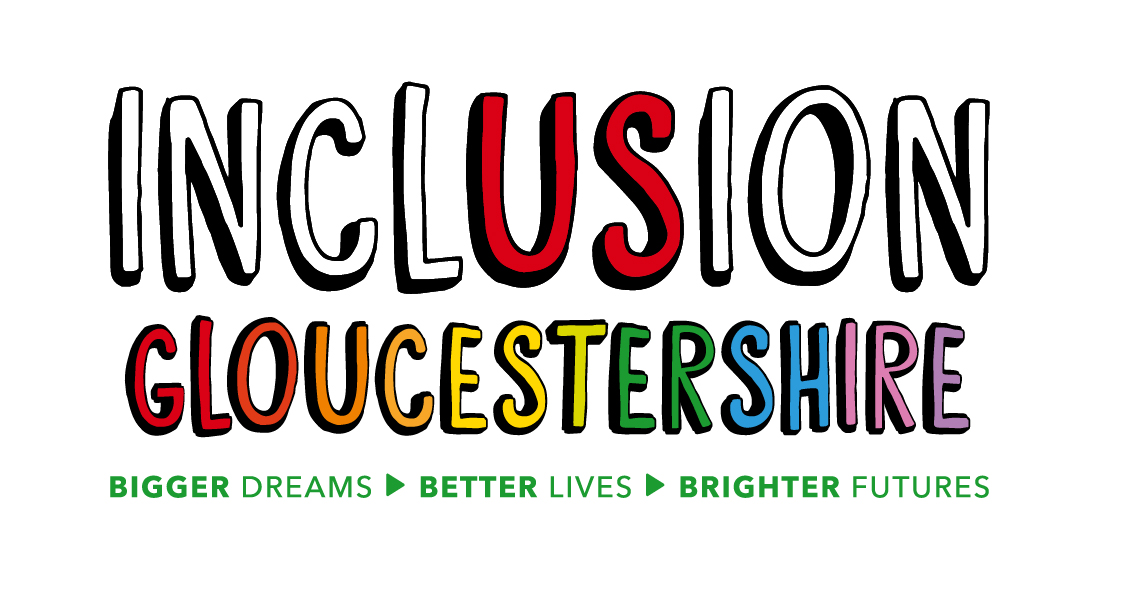 INCLUSION
GLOUCESTERSHIRE
BIGGER DREAMS ▶ BETTER LIVES ▶ BRIGHTER FUTURES